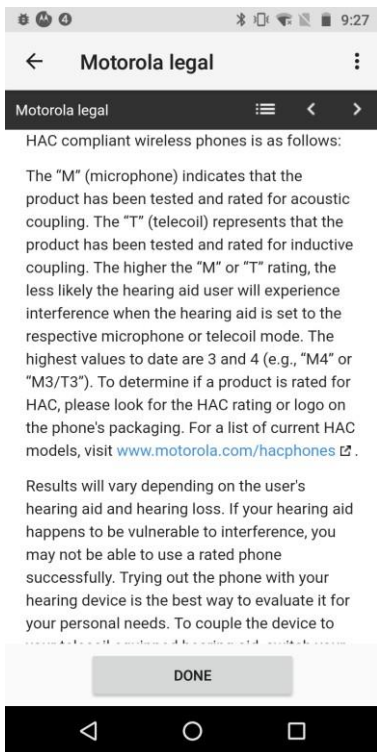 9:27
Motorola legal
Motorola legal
HAC compliant wireless phones is as follows:
The “M” (microphone) indicates that the
product has been tested and rated for acoustic
coupling. The “T” (telecoil) represents that the
product has been tested and rated for inductive
coupling. The higher the “M” or “T” rating, the
less likely the hearing aid user will experience
interference when the hearing aid is set to the
respective microphone or telecoil mode. The
highest values to date are 3 and 4 (e.g., “M4” or
“M3/T3”). To determine if a product is rated for
HAC, please look for the HAC rating or logo on
the phone's packaging. For a list of current HAC
models, visit www.motorola.com/hacphones .
Results will vary depending on the user's
hearing aid and hearing loss. If your hearing aid
happens to be vulnerable to interference, you
may not be able to use a rated phone
successfully. Trying out the phone with your
hearing device is the best way to evaluate it for
your personal needs. To couple the device to
DONE